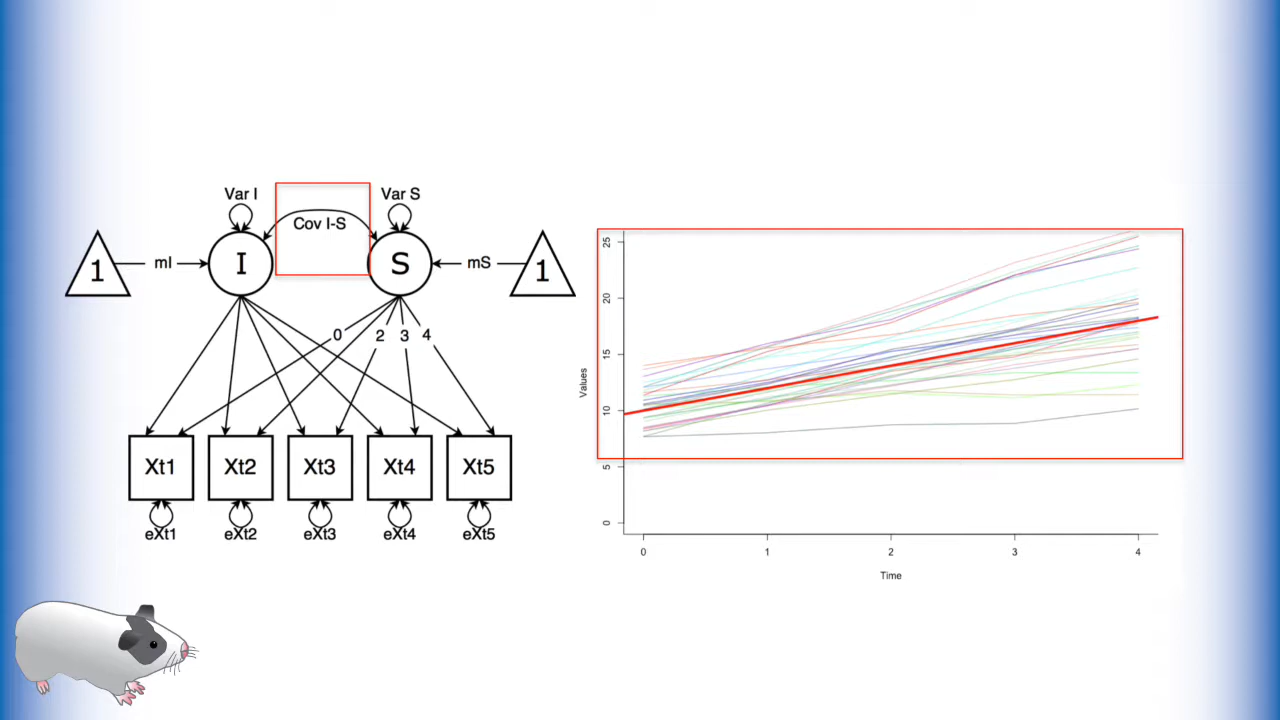 Var I
Var S
Cov I-S
1
mI
I
S
mS
1
0
2
3
4
Xt1
Xt2
Xt3
Xt4
Xt5
eXt1
eXt2
eXt3
eXt4
eXt5
25
20
15
10
5
0
Values
0
1
2
3
4
Time